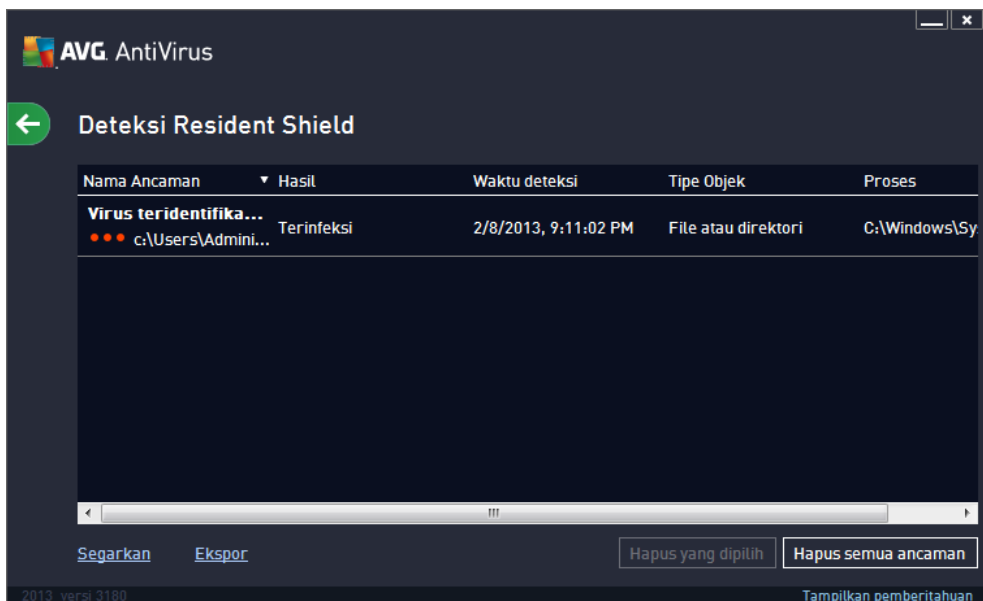 AVG AntiVirus
Deteksi Resident Shield
Nama Ancaman Hasil Waktu deteksi Tipe Objek Proses
Virus teridentifika...
c:\Users\Admini... Terinfeksi 2/8/2013, 9:11:02 PM File atau direktori C:\Windows\Sy
Segarkan Ekspor Hapus yang dipilih Hapus semua ancaman
2013 versi 3180 Tampilkan pemberitahuan